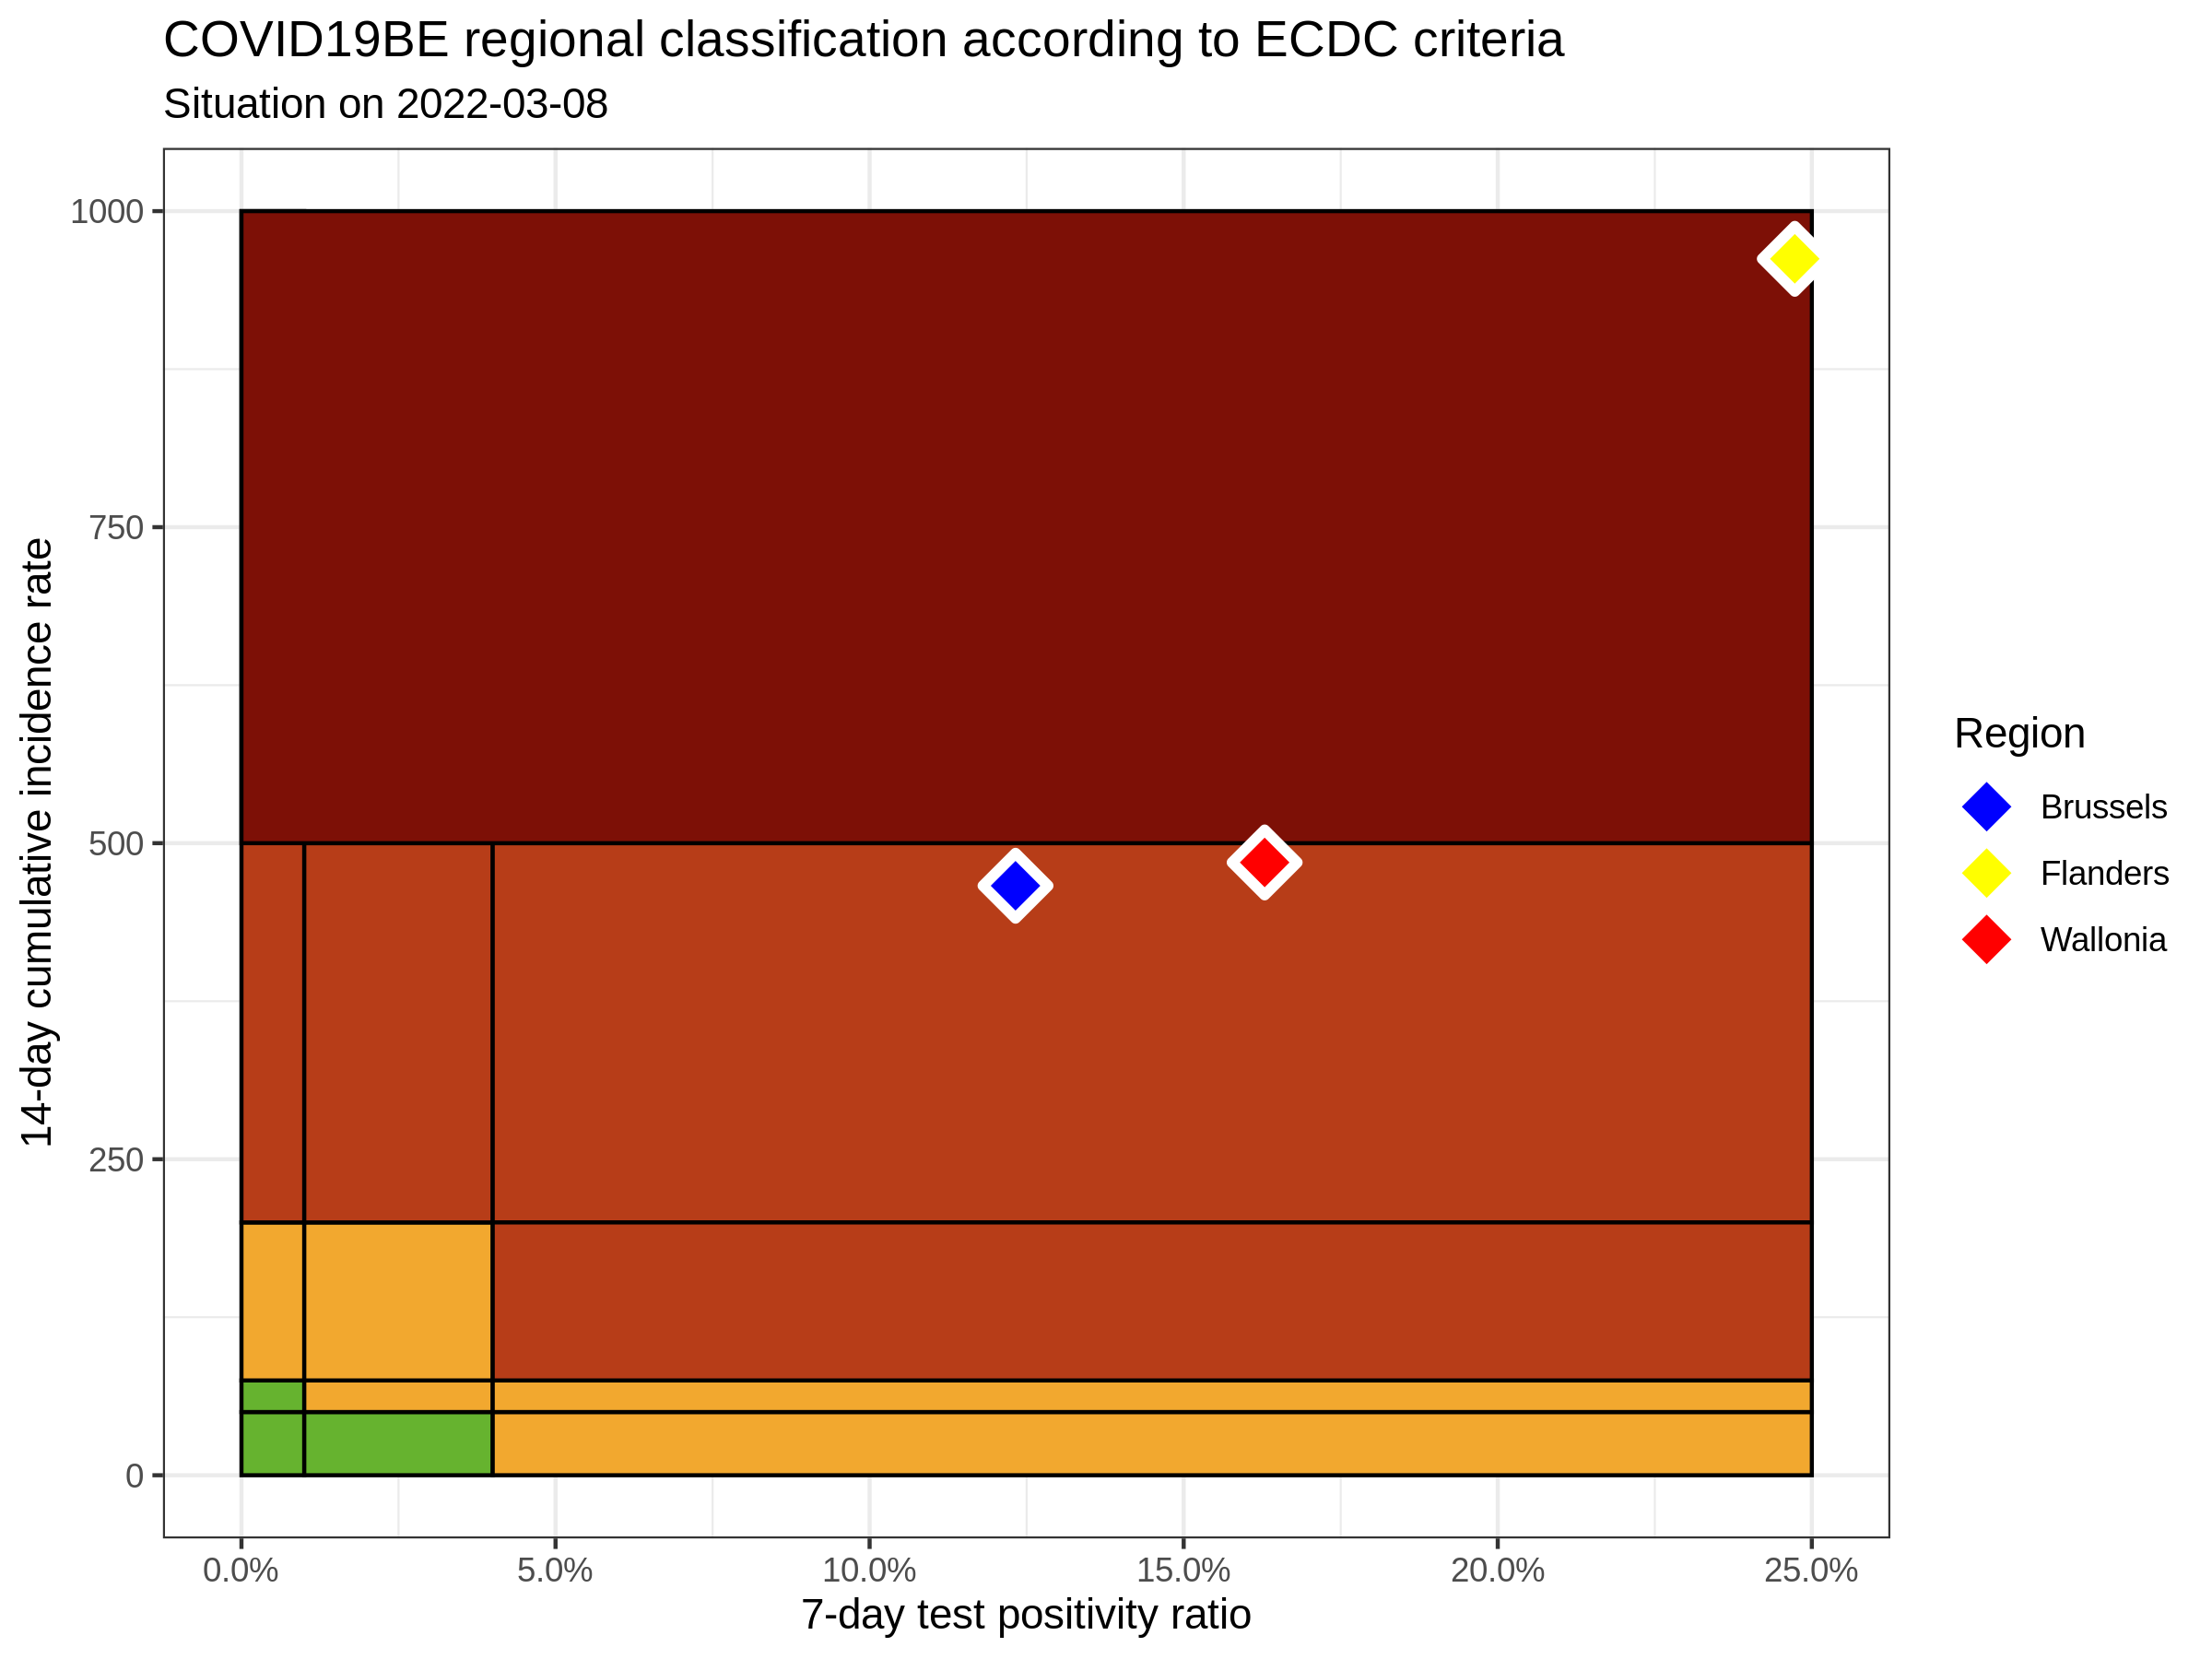 COVID19BE regional classification according to ECDC criteria
Situation on 2022-03-08
14-day cumulative incidence rate
1000
750
500
250
0
0.0%
5.0%
10.0%
15.0%
20.0%
25.0%
7-day test positivity ratio
Region
Brussels
Flanders
Wallonia